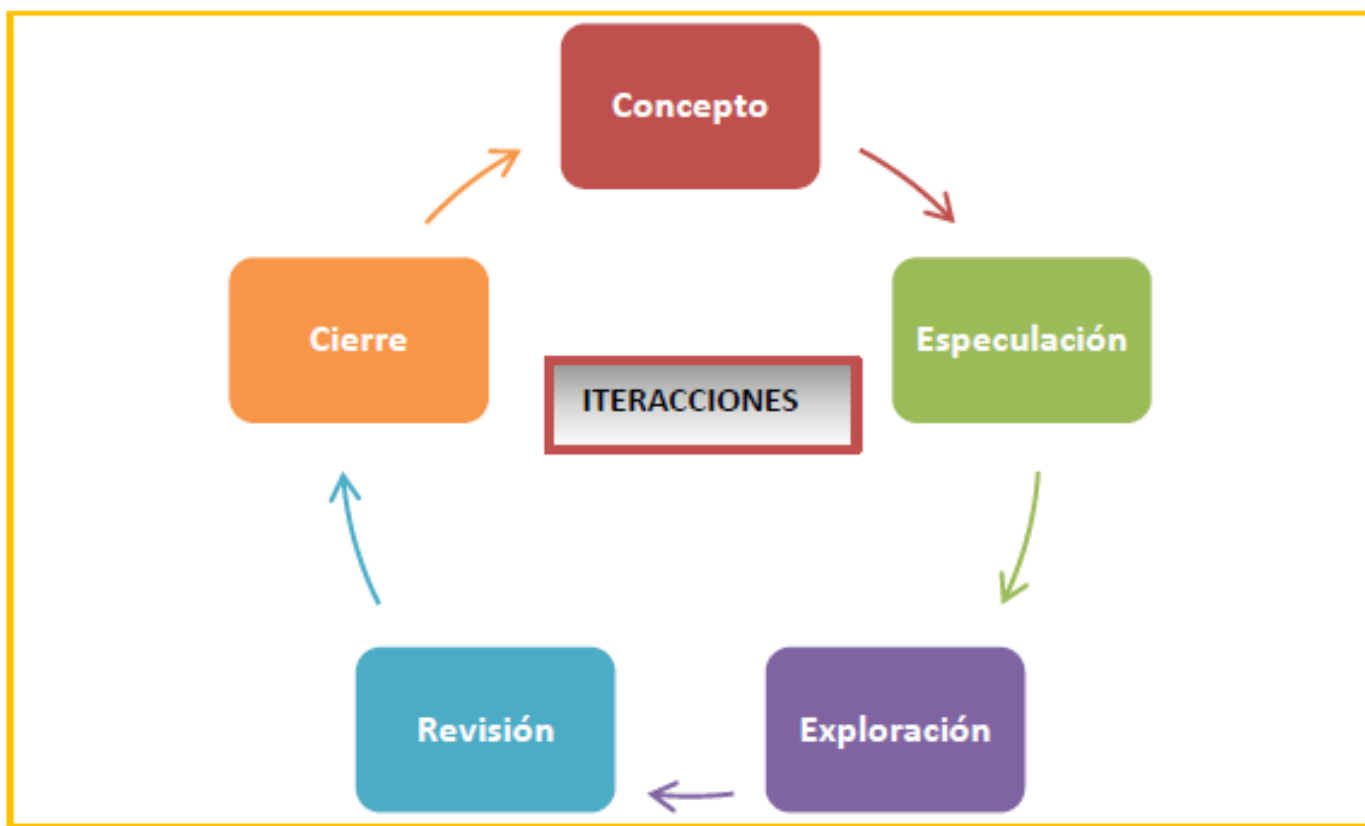 Concepto
Especulación
Exploración
Revisión
Cierre
ITERACCIONES